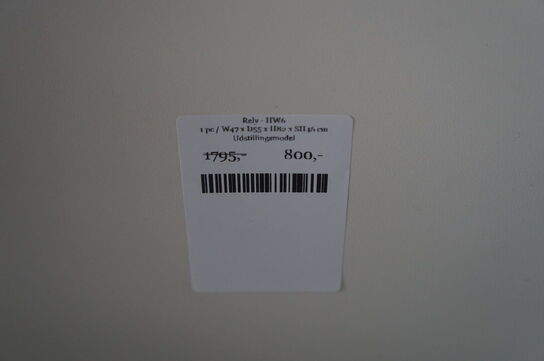 Rely - HW6
1 pc / W47 x D55 x H82 x SH46 cm
Udstillingsmodel
1795,- 800,-